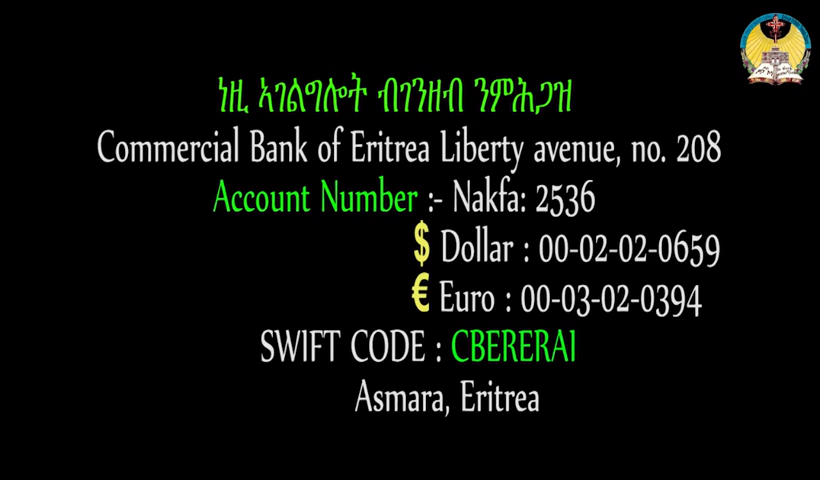 ነዚ ኣገልግሎት ብገንዘብ ንምሕጋዝ
Commercial Bank of Eritrea Liberty avenue, no. 208
Account Number :- Nakfa: 2536
$ Dollar : 00-02-02-0659
€ Euro : 00-03-02-0394
SWIFT CODE : CBERERAI
Asmara, Eritrea